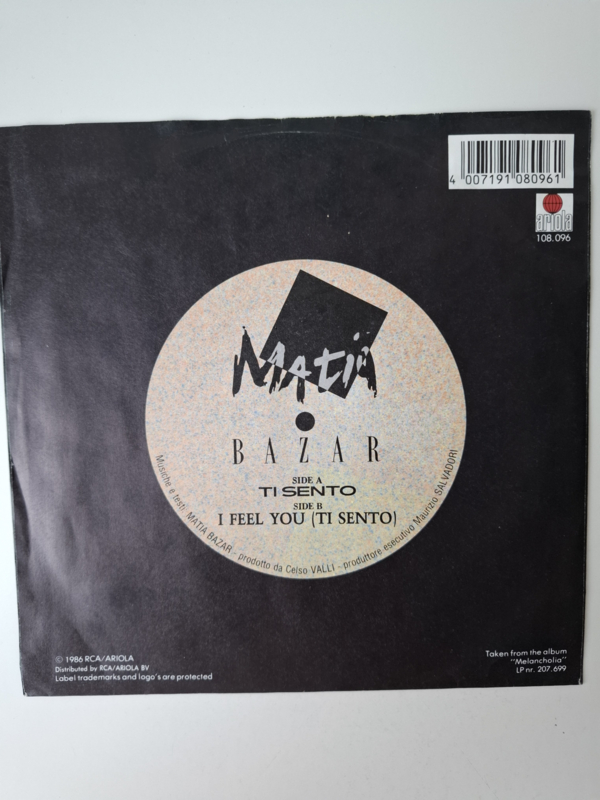 4 007191 080961
ariola
108.096
Matia
BAZAR
SIDE A
TI SENTO
SIDE B
I FEEL YOU (TI SENTO)
Musiche e testi: MATIA BAZAR - prodotto da Celso VALLI - produttore esecutivo Maurizio SALVADORI
© 1986 RCA/ARIOLA
Distributed by RCA/ARIOLA BV
Label trademarks and logo's are protected
Taken from the album
"Melancholia"
LP nr. 207.699